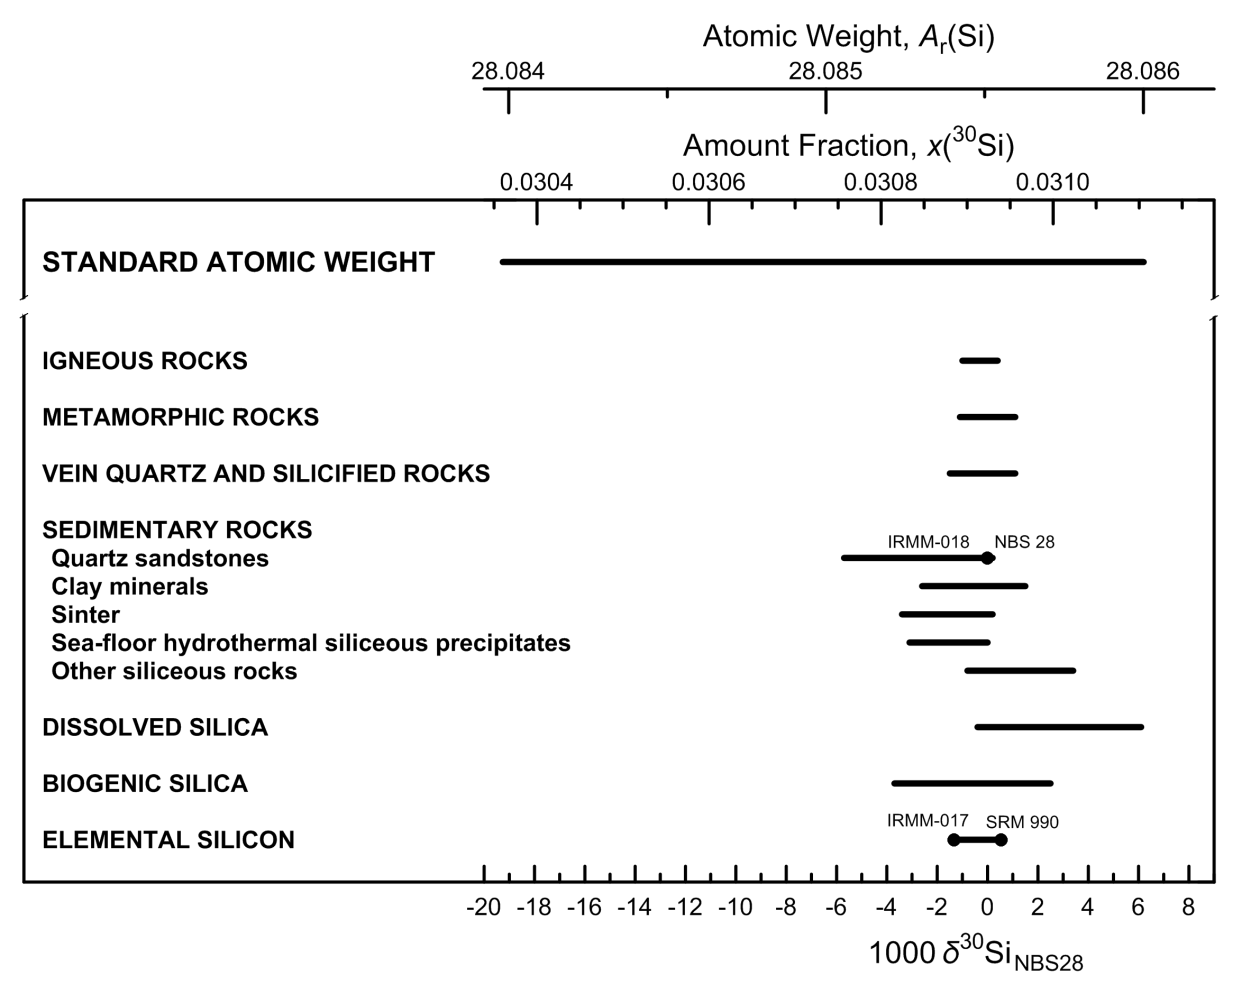 Atomic Weight, Aᵣ(Si)
28.084 28.085 28.086
Amount Fraction, x(³⁰Si)
0.0304 0.0306 0.0308 0.0310
STANDARD ATOMIC WEIGHT
IGNEOUS ROCKS
METAMORPHIC ROCKS
VEIN QUARTZ AND SILICIFIED ROCKS
SEDIMENTARY ROCKS
IRMM-018 NBS 28
Quartz sandstones
Clay minerals
Sinter
Sea-floor hydrothermal siliceous precipitates
Other siliceous rocks
DISSOLVED SILICA
BIOGENIC SILICA
IRMM-017 SRM 990
ELEMENTAL SILICON
-20 -18 -16 -14 -12 -10 -8 -6 -4 -2 0 2 4 6 8
1000 δ³⁰Si NBS28